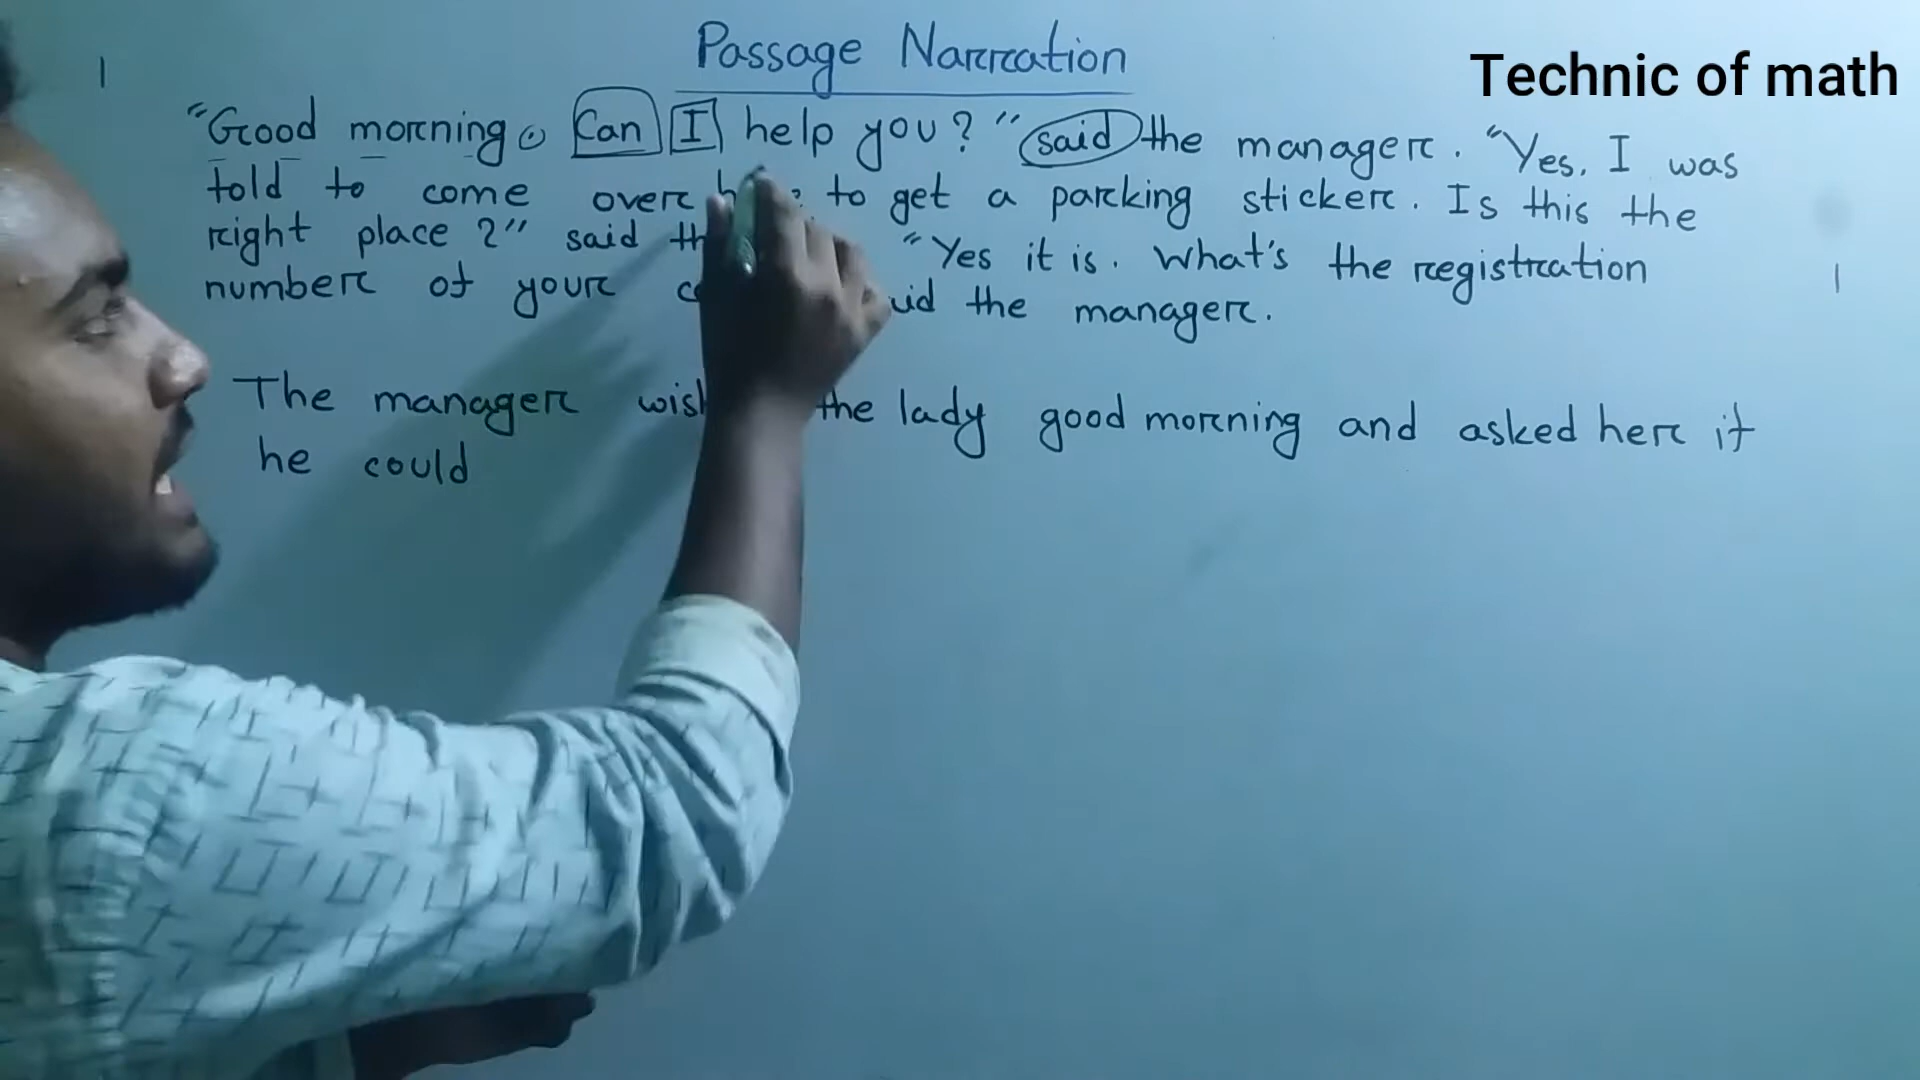 Passage Narration
Technic of math
"Good morning. Can I help you?" said the manager. "Yes, I was
told to come over to get a parking sticker. Is this the
right place?" said "Yes it is. What's the registration
number of your the manager.
The manager the lady good morning and asked her if
he could